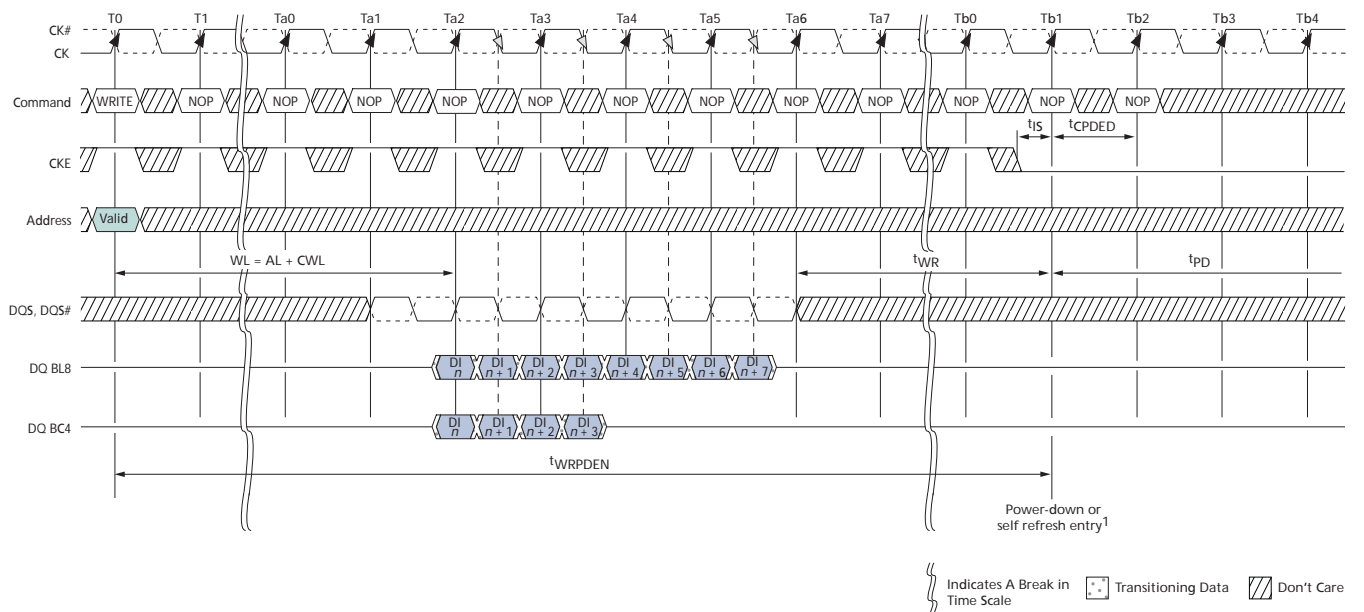 T0 T1 Ta0 Ta1 Ta2 Ta3 Ta4 Ta5 Ta6 Ta7 Tb0 Tb1 Tb2 Tb3 Tb4
CK#
CK
Command WRITE NOP NOP NOP NOP NOP NOP NOP NOP NOP NOP NOP NOP
tIS tCPDED
CKE
Address Valid
WL = AL + CWL tWR tPD
DQS, DQS#
DQ BL8 DI n DI n + 1 DI n + 2 DI n + 3 DI n + 4 DI n + 5 DI n + 6 DI n + 7
DQ BC4 DI n DI n + 1 DI n + 2 DI n + 3
tWRPDEN
Power-down or
self refresh entry1
Indicates A Break in
Time Scale
Transitioning Data
Don't Care